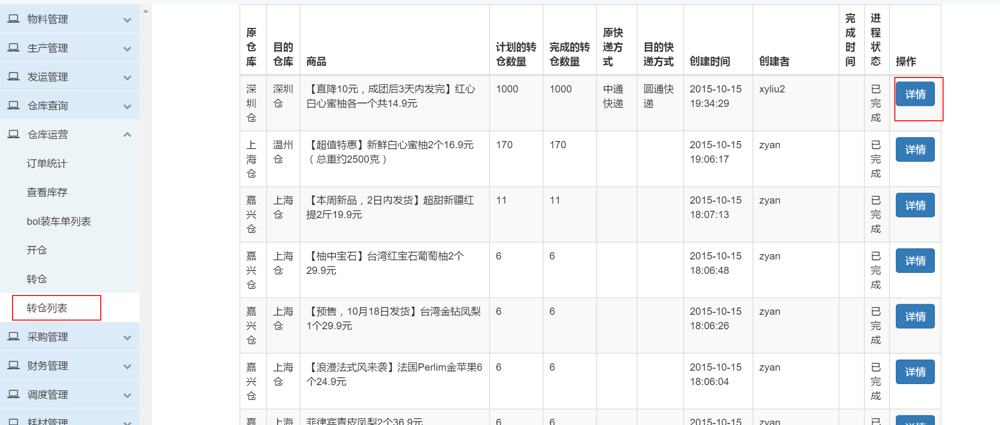 物料管理
生产管理
发运管理
仓库查询
仓库运营
订单统计
查看库存
bol装车单列表
开仓
转仓
转仓列表
采购管理
财务管理
调度管理
耗材管理
原仓库 目的仓库 商品 计划的转仓数量 完成的转仓数量 原快递方式 目的快递方式 创建时间 创建者 完成时间 进程状态 操作
深圳仓 深圳仓 【直降10元，成团后3天内发完】红心白心蜜柚各一个共14.9元 1000 1000 中通快递 圆通快递 2015-10-15 19:34:29 xyliu2 已完成 详情
上海仓 温州仓 【超值特惠】新鲜白心蜜柚2个16.9元（总重约2500克） 170 170 2015-10-15 19:06:17 zyan 已完成 详情
嘉兴仓 上海仓 【本周新品，2日内发货】超甜新疆红提2斤19.9元 11 11 2015-10-15 18:07:13 zyan 已完成 详情
嘉兴仓 上海仓 【柚中宝石】台湾红宝石葡萄柚2个29.9元 6 6 2015-10-15 18:06:48 zyan 已完成 详情
嘉兴仓 上海仓 【预售，10月18日发货】台湾金钻凤梨1个29.9元 6 6 2015-10-15 18:06:26 zyan 已完成 详情
嘉兴仓 上海仓 【浪漫法式风来袭】法国Perlim金苹果6个24.9元 6 6 2015-10-15 18:06:04 zyan 已完成 详情
嘉 上海 菲律宾青皮凤梨2个36.9元 6 6 2015-10-15 zyan 已 详情